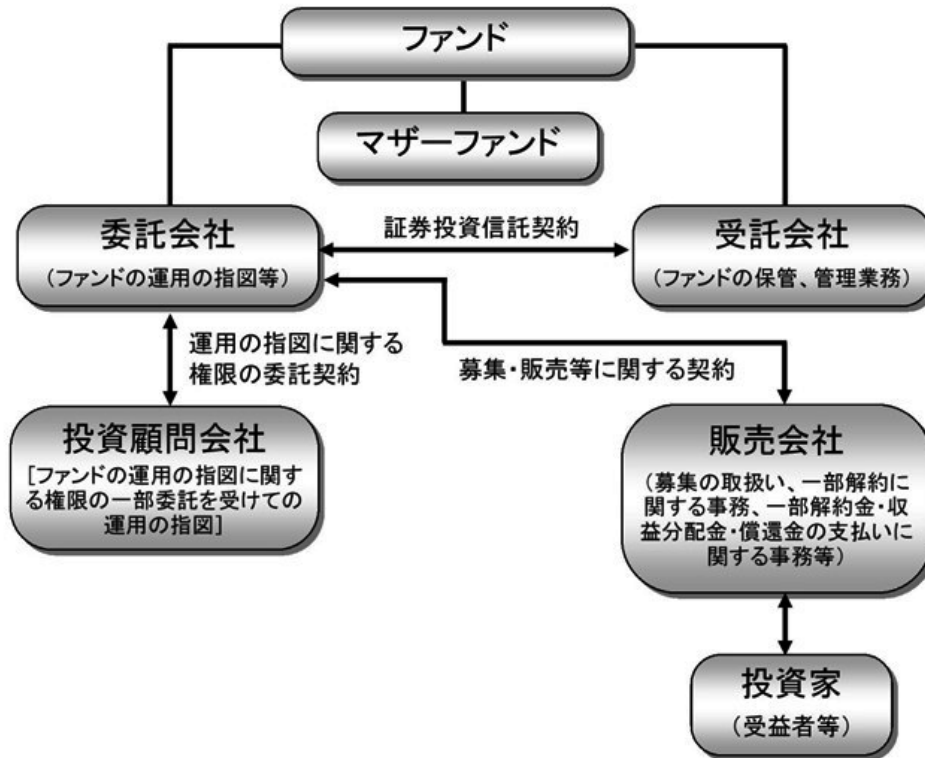 ファンド
マザーファンド
委託会社
（ファンドの運用の指図等）
証券投資信託契約
受託会社
（ファンドの保管、管理業務）
運用の指図に関する
権限の委託契約
募集・販売等に関する契約
投資顧問会社
[ファンドの運用の指図に関す
る権限の一部委託を受けての
運用の指図]
販売会社
（募集の取扱い、一部解約に
関する事務、一部解約金・収
益分配金・償還金の支払いに
関する事務等）
投資家
（受益者等）